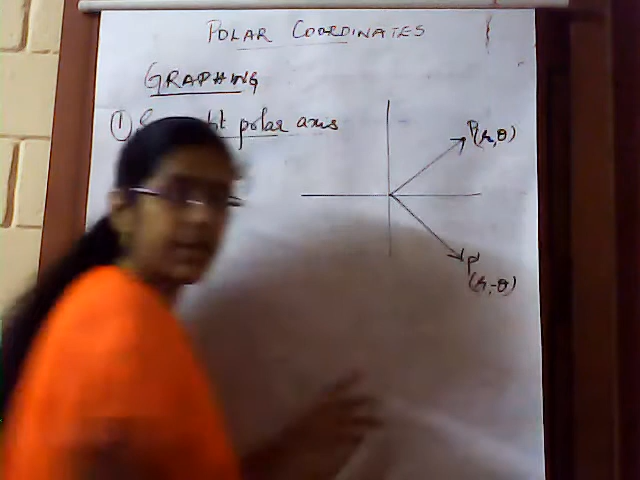 POLAR COORDINATES
GRAPHING
① polar axis
P(r,θ)
P'
(r,-θ)